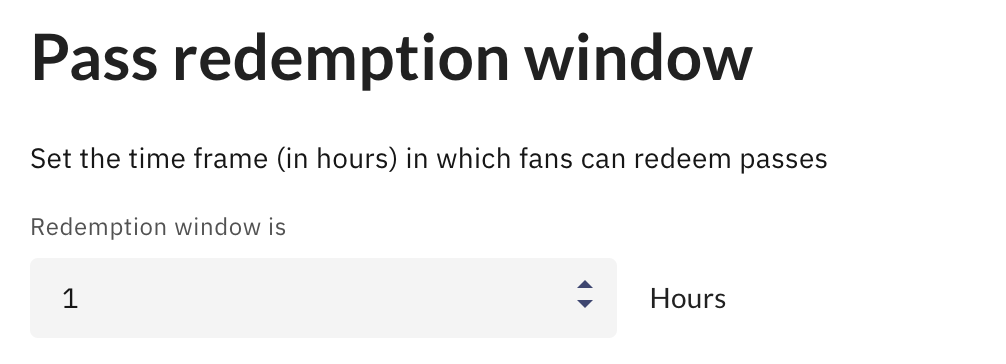 Pass redemption window
Set the time frame (in hours) in which fans can redeem passes
Redemption window is
1 Hours